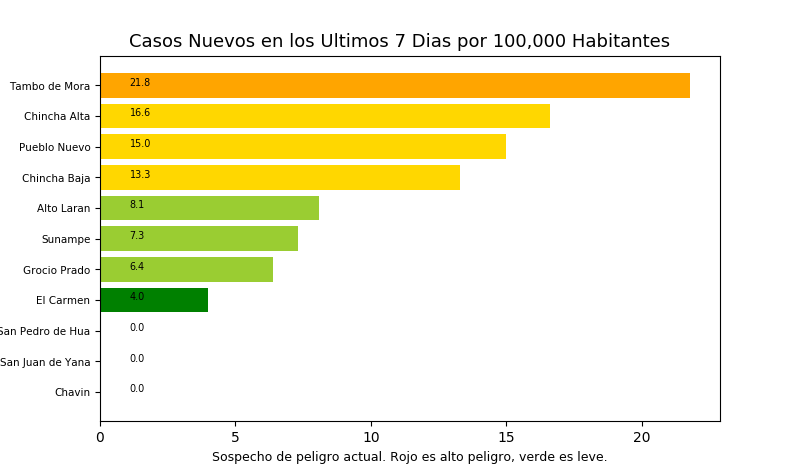 Casos Nuevos en los Ultimos 7 Dias por 100,000 Habitantes
Tambo de Mora 21.8
Chincha Alta 16.6
Pueblo Nuevo 15.0
Chincha Baja 13.3
Alto Laran 8.1
Sunampe 7.3
Grocio Prado 6.4
El Carmen 4.0
San Pedro de Hua 0.0
San Juan de Yana 0.0
Chavin 0.0
0 5 10 15 20
Sospecho de peligro actual. Rojo es alto peligro, verde es leve.